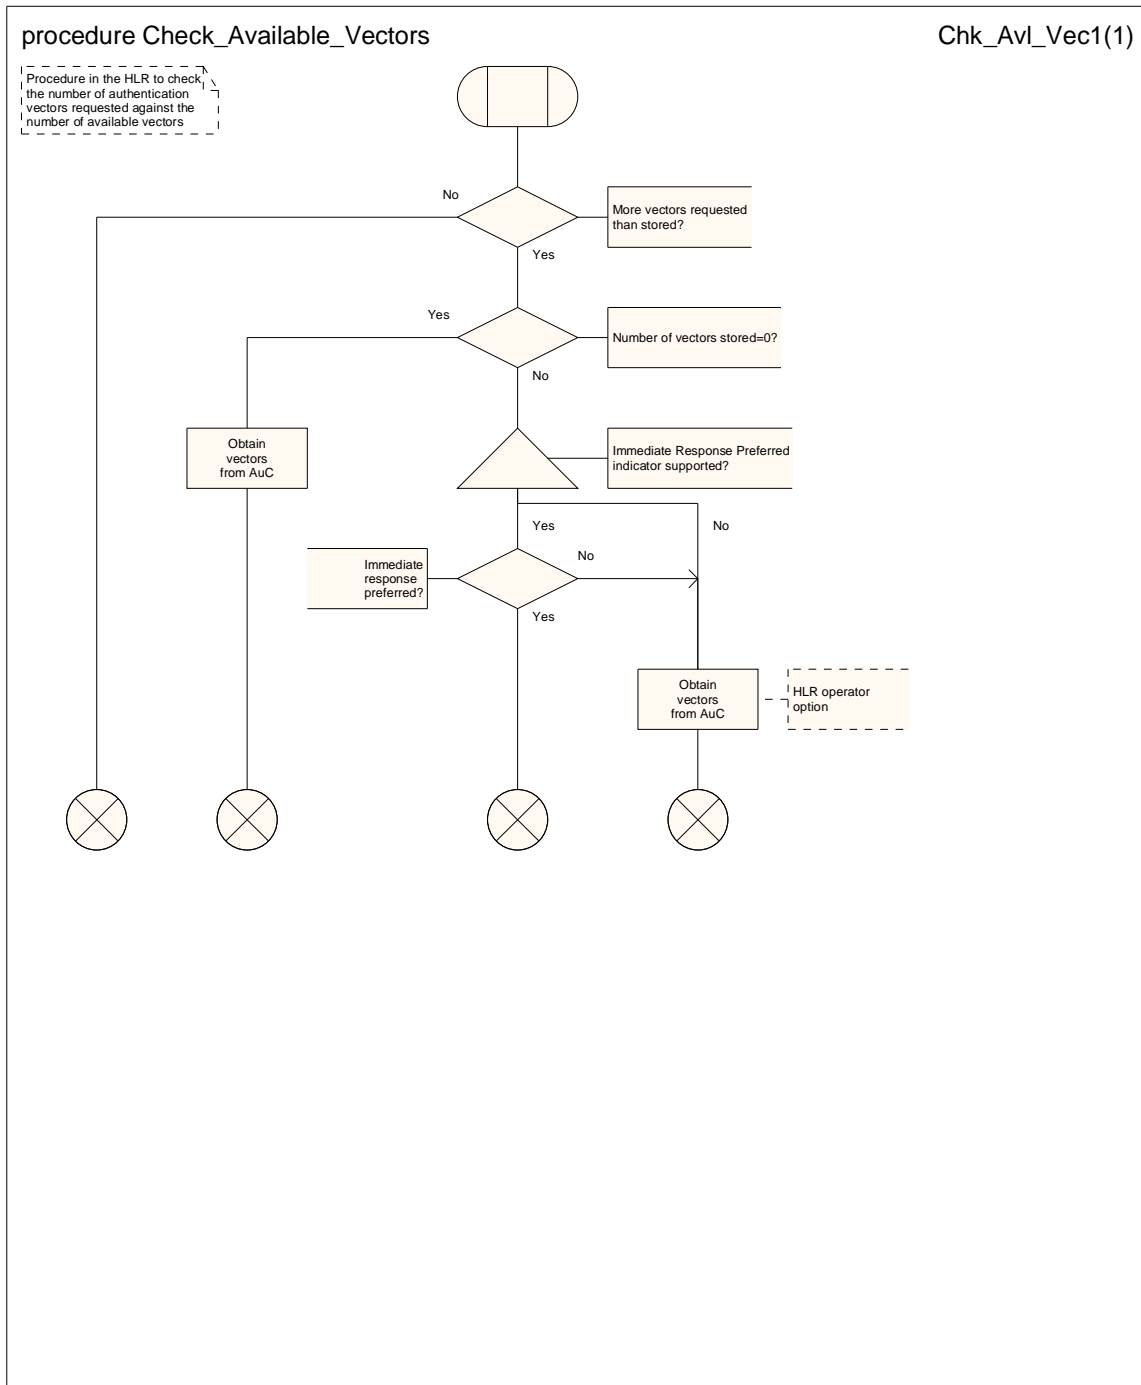 procedure Check_Available_Vectors
Chk_Avl_Vec1(1)
Procedure in the HLR to check
the number of authentication
vectors requested against the
number of available vectors
No
More vectors requested
than stored?
Yes
Yes
Number of vectors stored=0?
No
Obtain
vectors
from AuC
Immediate Response Preferred
indicator supported?
Yes
No
Immediate
response
preferred?
No
Yes
Obtain
vectors
from AuC
HLR operator
option